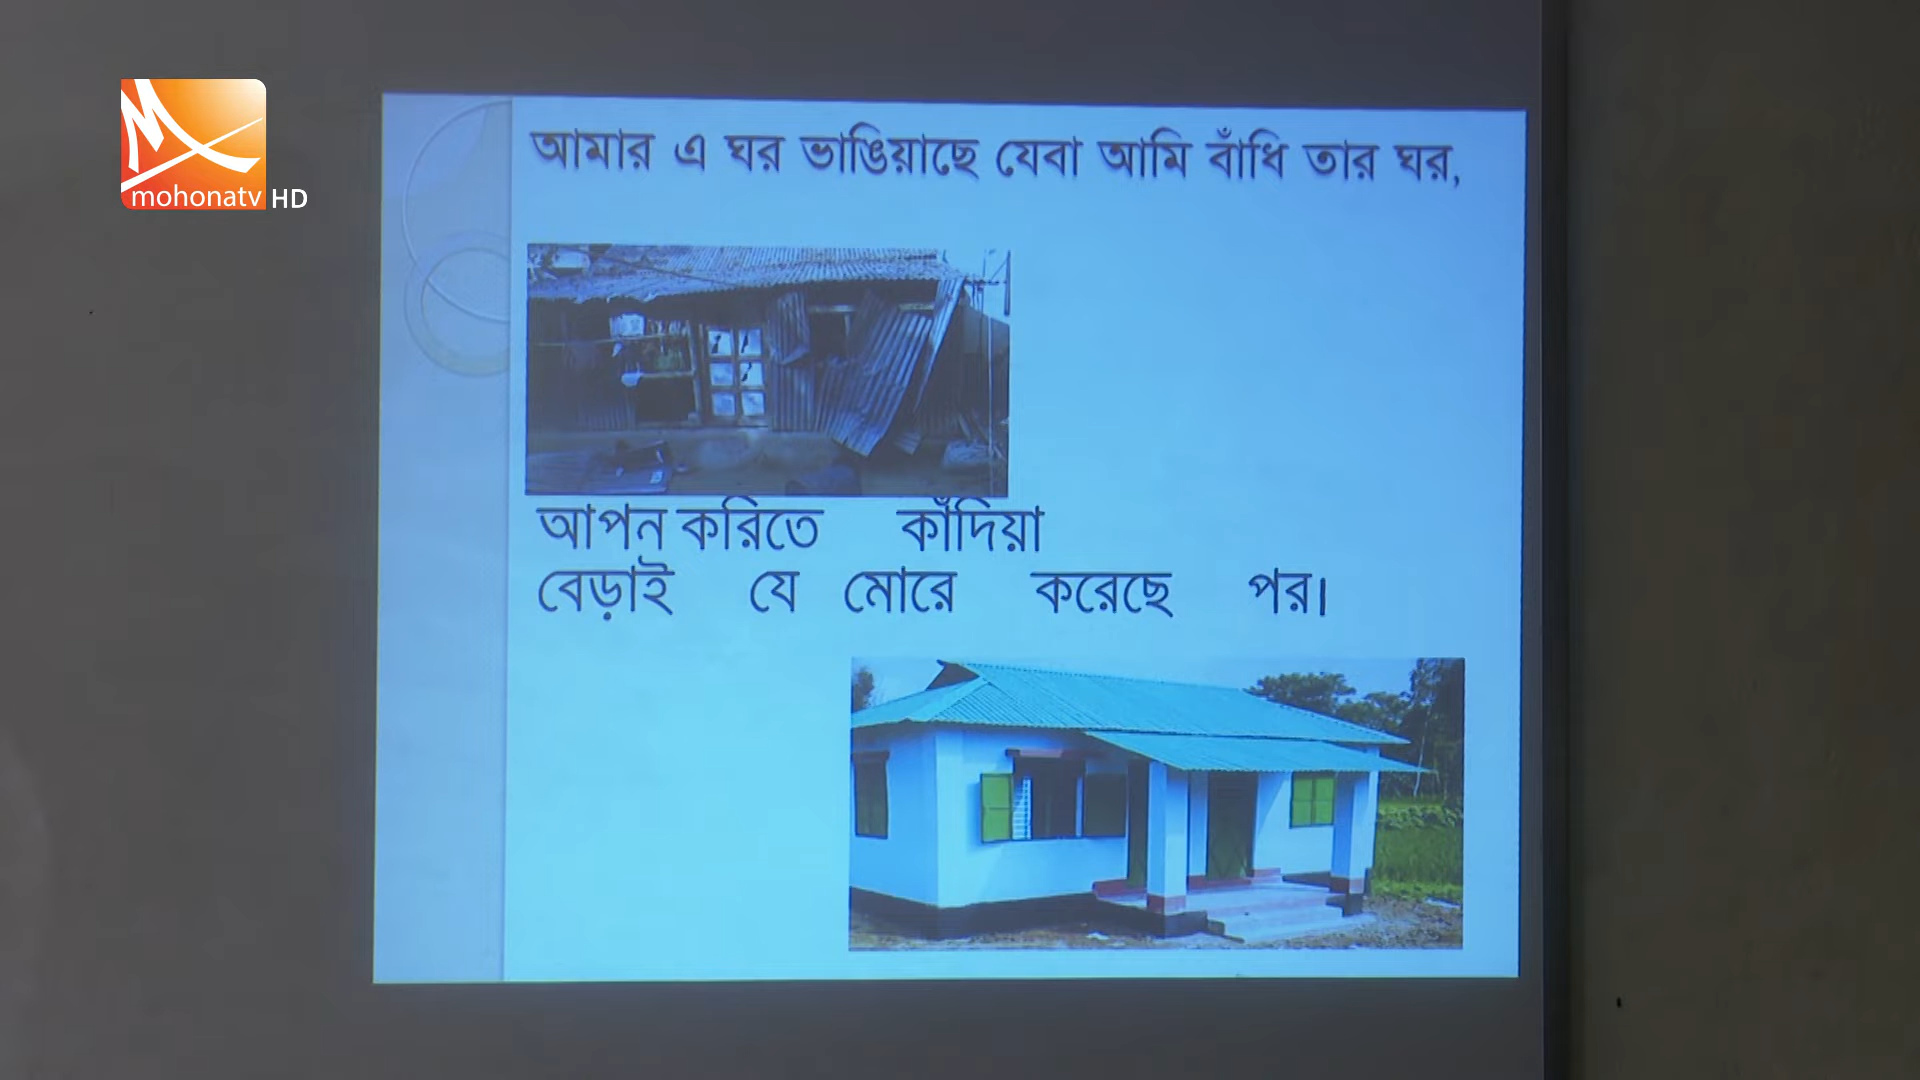 mohonatv HD
আমার এ ঘর ভাঙিয়াছে যেবা আমি বাঁধি তার ঘর,
আপন করিতে কাঁদিয়া
বেড়াই যে মোরে করেছে পর।